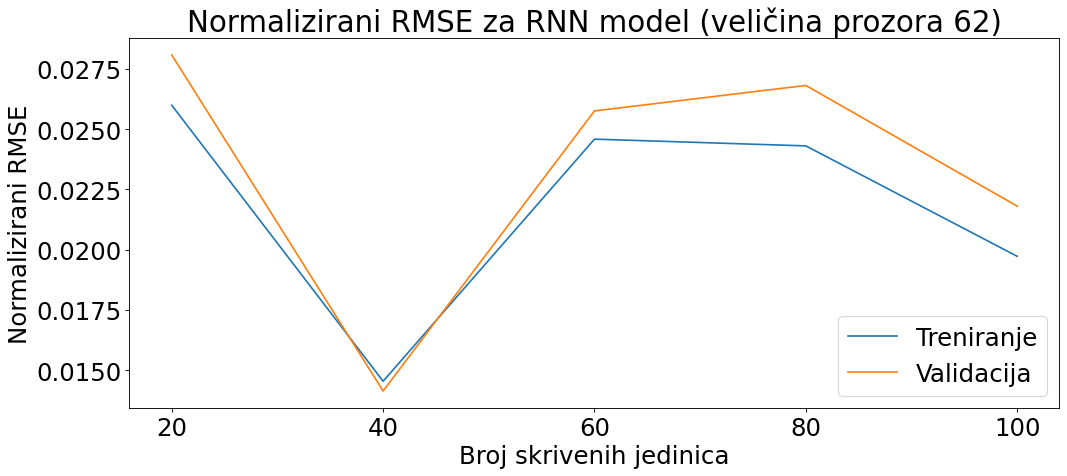 Normalizirani RMSE za RNN model (veličina prozora 62)
Normalizirani RMSE
0.0275
0.0250
0.0225
0.0200
0.0175
0.0150
Treniranje
Validacija
20 40 60 80 100
Broj skrivenih jedinica